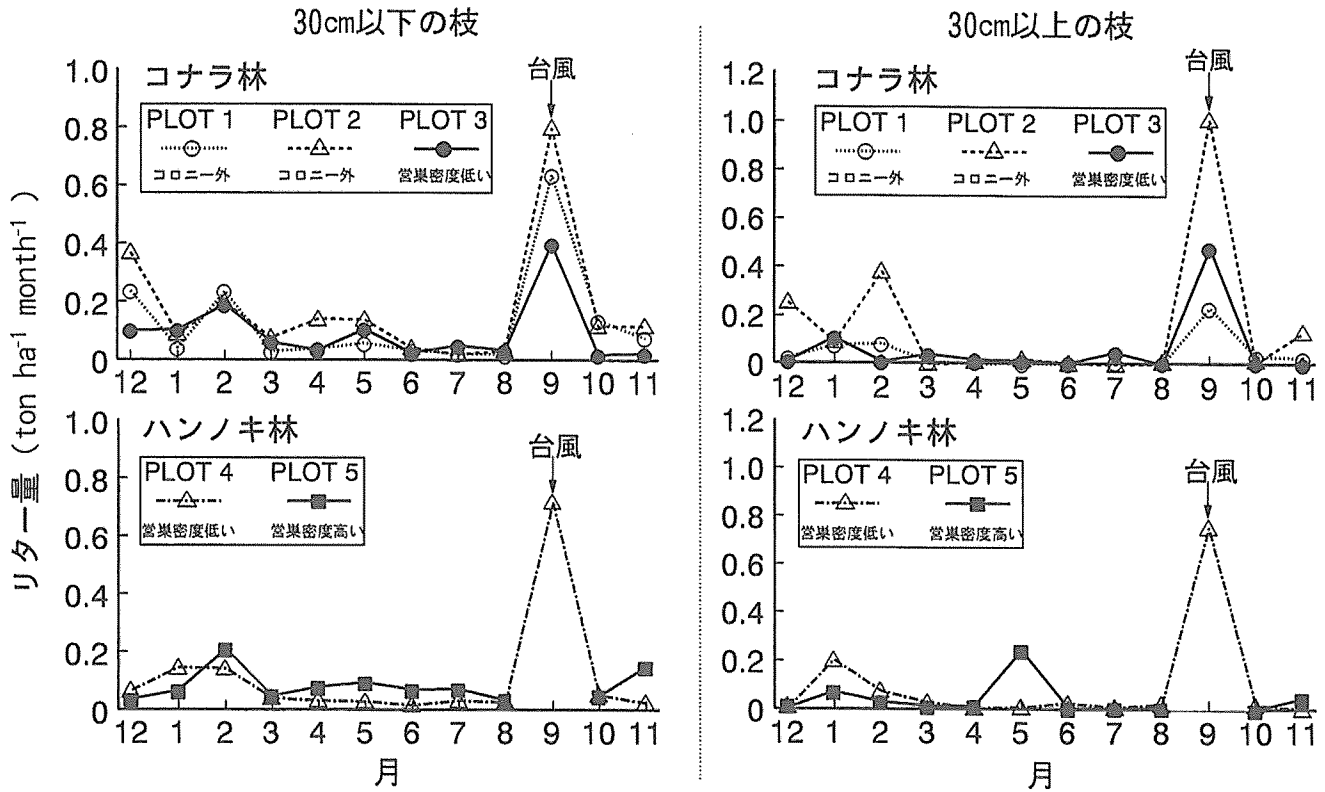 30cm以下の枝
コナラ林
台風
PLOT 1 PLOT 2 PLOT 3
コロニー外 コロニー外 営巣密度低い
1.0
0.8
0.6
0.4
0.2
0
12 1 2 3 4 5 6 7 8 9 10 11
ハンノキ林
台風
PLOT 4 PLOT 5
営巣密度低い 営巣密度高い
1.0
0.8
0.6
0.4
0.2
0
12 1 2 3 4 5 6 7 8 9 10 11
月
リター量 (ton ha⁻¹ month⁻¹)
30cm以上の枝
コナラ林
台風
PLOT 1 PLOT 2 PLOT 3
コロニー外 コロニー外 営巣密度低い
1.2
1.0
0.8
0.6
0.4
0.2
0
12 1 2 3 4 5 6 7 8 9 10 11
ハンノキ林
台風
PLOT 4 PLOT 5
営巣密度低い 営巣密度高い
1.2
1.0
0.8
0.6
0.4
0.2
0
12 1 2 3 4 5 6 7 8 9 10 11
月